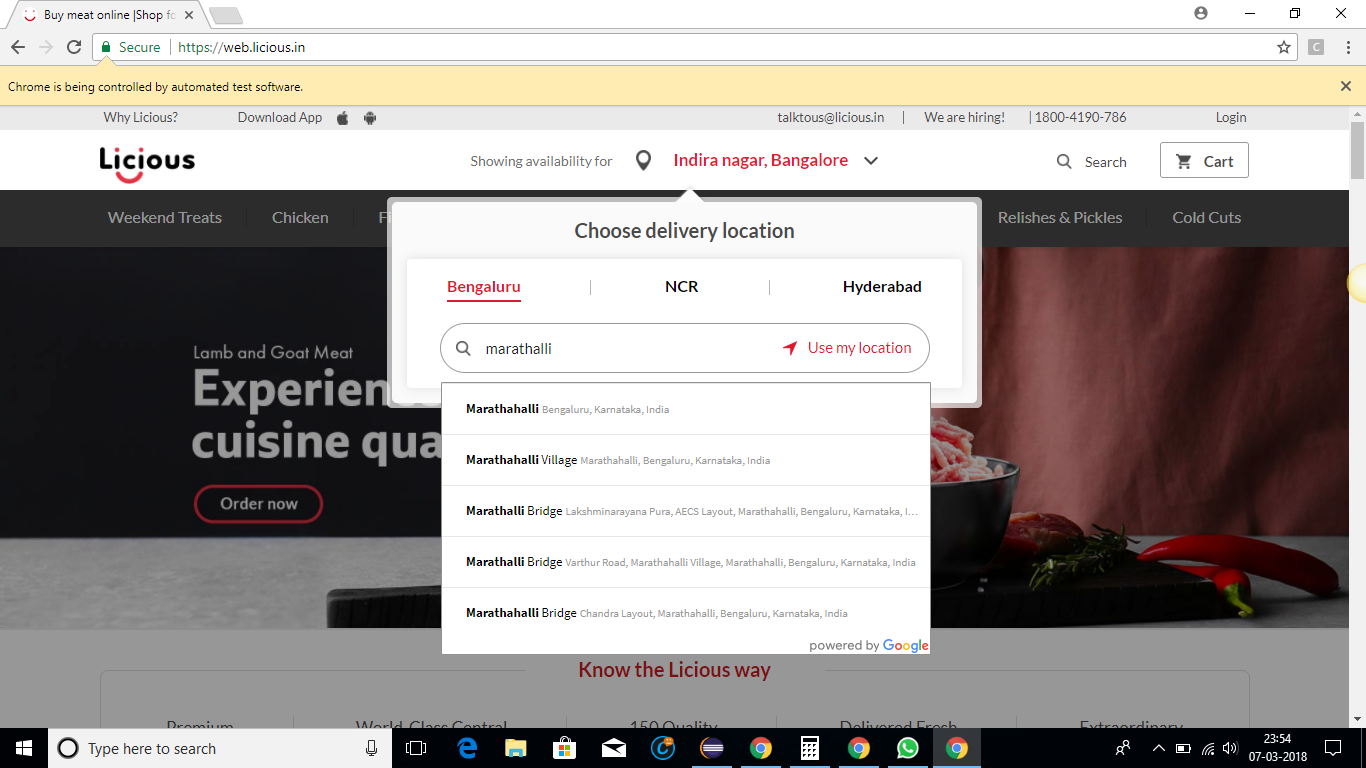 Buy meat online |Shop fo
Secure
https://web.licious.in
C
Chrome is being controlled by automated test software.
Why Licious?
Download App
talktous@licious.in
|
We are hiring!
| 1800-4190-786
Login
Licious
Showing availability for
Indira nagar, Bangalore
Search
Cart
Weekend Treats
Chicken
Relishes & Pickles
Cold Cuts
Choose delivery location
Bengaluru
NCR
Hyderabad
marathalli
Use my location
Marathahalli Bengaluru, Karnataka, India
Marathahalli Village Marathahalli, Bengaluru, Karnataka, India
Marathalli Bridge Lakshminarayana Pura, AECS Layout, Marathahalli, Bengaluru, Karnataka, I...
Marathalli Bridge Varthur Road, Marathahalli Village, Marathahalli, Bengaluru, Karnataka, India
Marathahalli Bridge Chandra Layout, Marathahalli, Bengaluru, Karnataka, India
powered by Google
Lamb and Goat Meat
Experien
cuisine qua
Order now
Know the Licious way
Premium
World-Class Central
150 Quality
Delivered Fresh
Extraordinary
Type here to search
23:54
07-03-2018